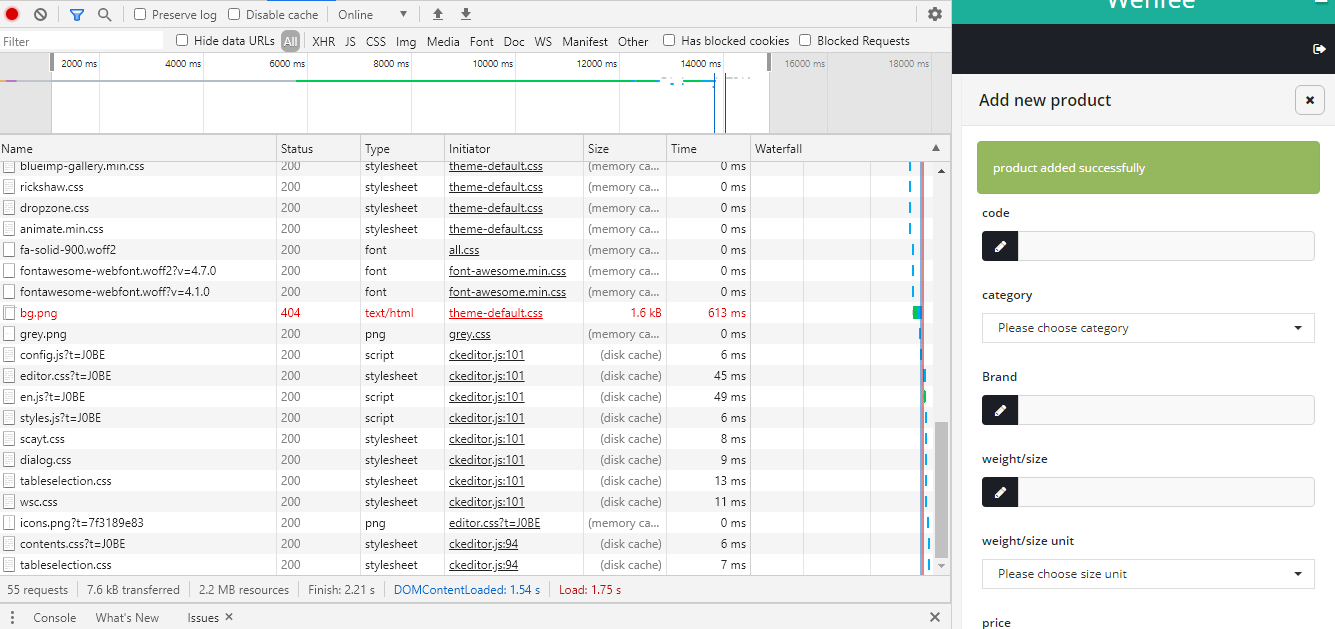 Preserve log Disable cache Online
Wenfee
Filter Hide data URLs All XHR JS CSS Img Media Font Doc WS Manifest Other Has blocked cookies Blocked Requests
2000 ms 4000 ms 6000 ms 8000 ms 10000 ms 12000 ms 14000 ms 16000 ms 18000 ms
Name Status Type Initiator Size Time Waterfall
blueimp-gallery.min.css 200 stylesheet theme-default.css (memory ca... 0 ms
rickshaw.css 200 stylesheet theme-default.css (memory ca... 0 ms
dropzone.css 200 stylesheet theme-default.css (memory ca... 0 ms
animate.min.css 200 stylesheet theme-default.css (memory ca... 0 ms
fa-solid-900.woff2 200 font all.css (memory ca... 0 ms
fontawesome-webfont.woff2?v=4.7.0 200 font font-awesome.min.css (memory ca... 0 ms
fontawesome-webfont.woff?v=4.1.0 200 font font-awesome.min.css (memory ca... 0 ms
bg.png 404 text/html theme-default.css 1.6 kB 613 ms
grey.png 200 png grey.css (memory ca... 0 ms
config.js?t=J0BE 200 script ckeditor.js:101 (disk cache) 6 ms
editor.css?t=J0BE 200 stylesheet ckeditor.js:101 (disk cache) 45 ms
en.js?t=J0BE 200 script ckeditor.js:101 (disk cache) 49 ms
styles.js?t=J0BE 200 script ckeditor.js:101 (disk cache) 6 ms
scayt.css 200 stylesheet ckeditor.js:101 (disk cache) 8 ms
dialog.css 200 stylesheet ckeditor.js:101 (disk cache) 9 ms
tableselection.css 200 stylesheet ckeditor.js:101 (disk cache) 13 ms
wsc.css 200 stylesheet ckeditor.js:101 (disk cache) 11 ms
icons.png?t=7f3189e83 200 png editor.css?t=J0BE (memory ca... 0 ms
contents.css?t=J0BE 200 stylesheet ckeditor.js:94 (disk cache) 6 ms
tableselection.css 200 stylesheet ckeditor.js:94 (disk cache) 7 ms
55 requests 7.6 kB transferred 2.2 MB resources Finish: 2.21 s DOMContentLoaded: 1.54 s Load: 1.75 s
Console What's New Issues
Add new product
product added successfully
code
category
Please choose category
Brand
weight/size
weight/size unit
Please choose size unit
price